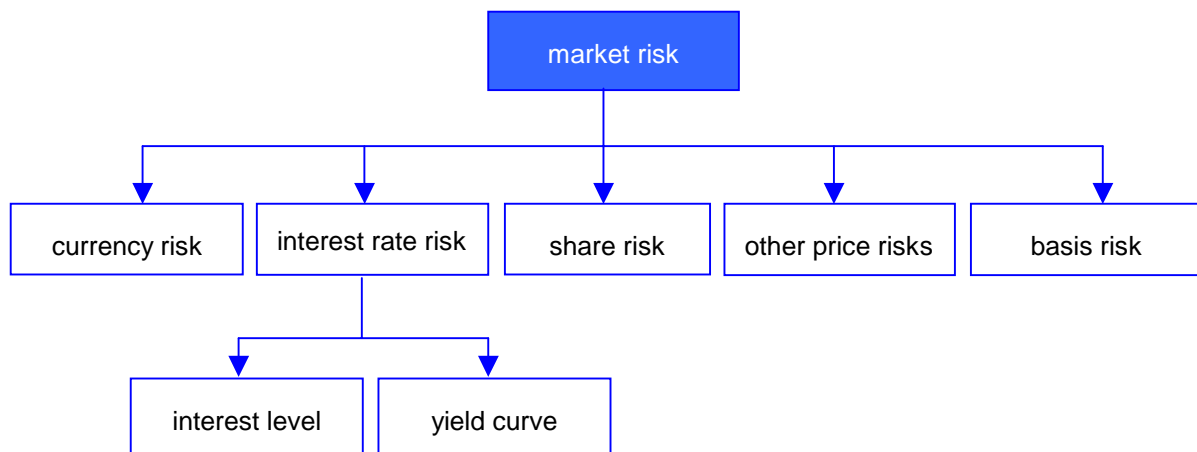 market risk
currency risk
interest rate risk
share risk
other price risks
basis risk
interest level
yield curve